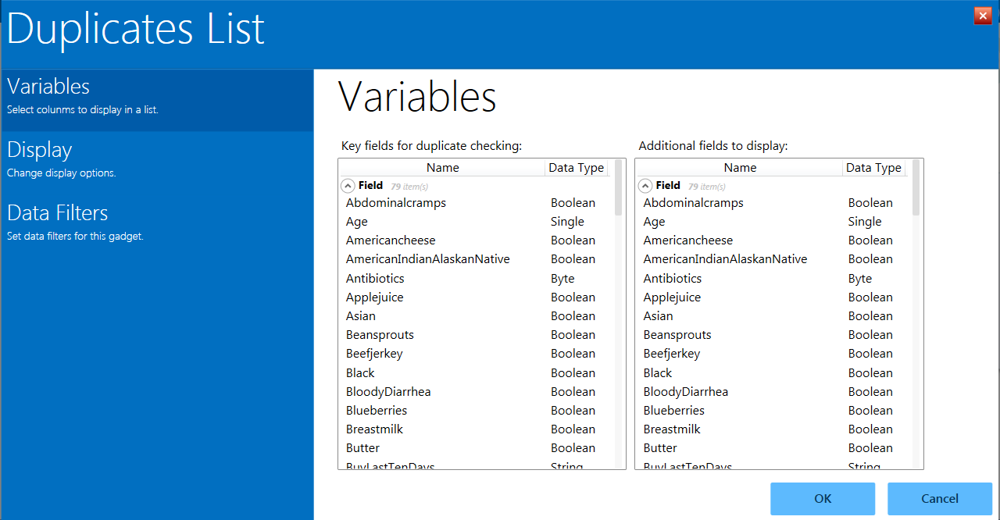 Duplicates List
Variables
Select colunms to display in a list.
Display
Change display options.
Data Filters
Set data filters for this gadget.
Variables
Key fields for duplicate checking:
Name Data Type
Field 79 item(s)
Abdominalcramps Boolean
Age Single
Americancheese Boolean
AmericanIndianAlaskanNative Boolean
Antibiotics Byte
Applejuice Boolean
Asian Boolean
Beansprouts Boolean
Beefjerkey Boolean
Black Boolean
BloodyDiarrhea Boolean
Blueberries Boolean
Breastmilk Boolean
Butter Boolean
BuyLastTenDays String
Additional fields to display:
Name Data Type
Field 79 item(s)
Abdominalcramps Boolean
Age Single
Americancheese Boolean
AmericanIndianAlaskanNative Boolean
Antibiotics Byte
Applejuice Boolean
Asian Boolean
Beansprouts Boolean
Beefjerkey Boolean
Black Boolean
BloodyDiarrhea Boolean
Blueberries Boolean
Breastmilk Boolean
Butter Boolean
BuyLastTenDays String
OK Cancel